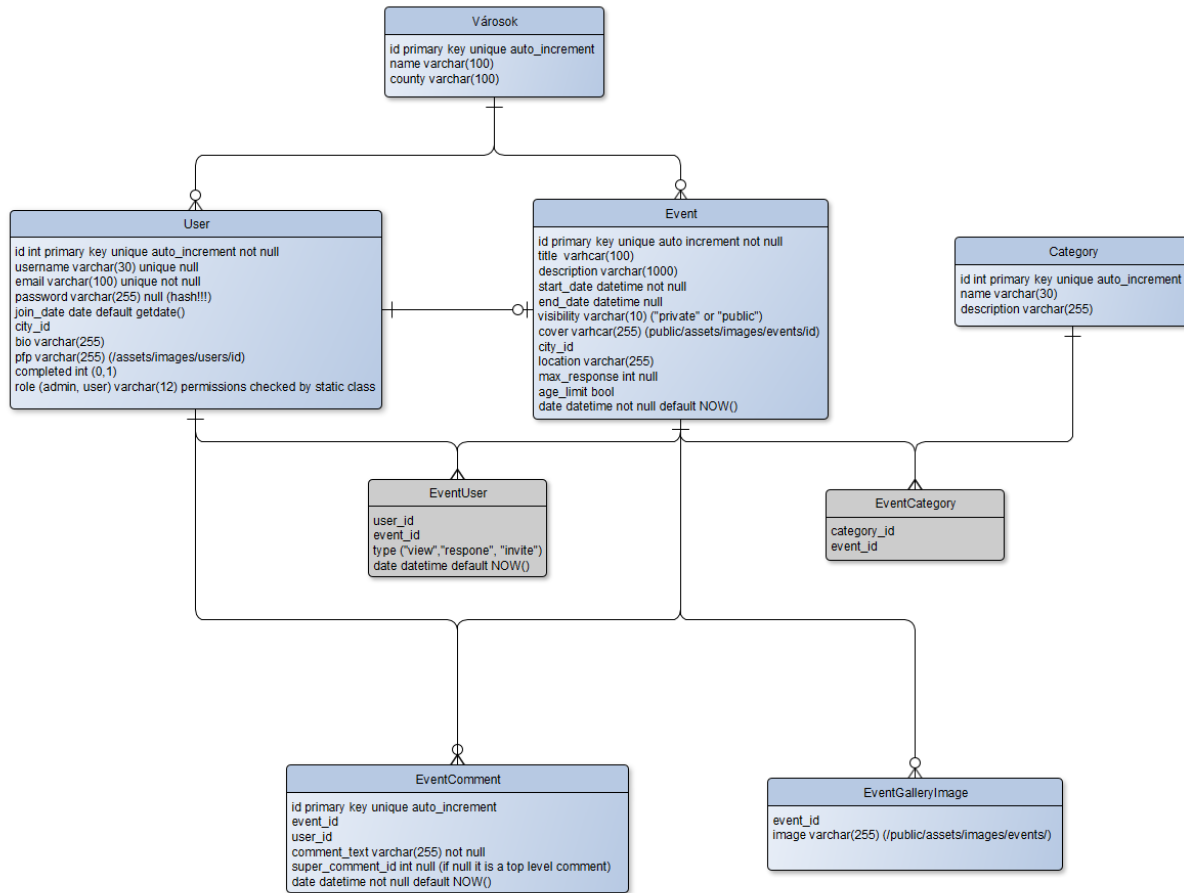 Városok
id primary key unique auto_increment
name varchar(100)
county varchar(100)
User
id int primary key unique auto_increment not null
username varchar(30) unique null
email varchar(100) unique not null
password varchar(255) null (hash!!!)
join_date date default getdate()
city_id
bio varchar(255)
pfp varchar(255) (/assets/images/users/id)
completed int (0,1)
role (admin, user) varchar(12) permissions checked by static class
Event
id primary key unique auto increment not null
title varhcar(100)
description varchar(1000)
start_date datetime not null
end_date datetime null
visibility varchar(10) ("private" or "public")
cover varhcar(255) (public/assets/images/events/id)
city_id
location varchar(255)
max_response int null
age_limit bool
date datetime not null default NOW()
Category
id int primary key unique auto_increment
name varchar(30)
description varchar(255)
EventUser
user_id
event_id
type ("view","respone", "invite")
date datetime default NOW()
EventCategory
category_id
event_id
EventComment
id primary key unique auto_increment
event_id
user_id
comment_text varchar(255) not null
super_comment_id int null (if null it is a top level comment)
date datetime not null default NOW()
EventGalleryImage
event_id
image varchar(255) (/public/assets/images/events/)